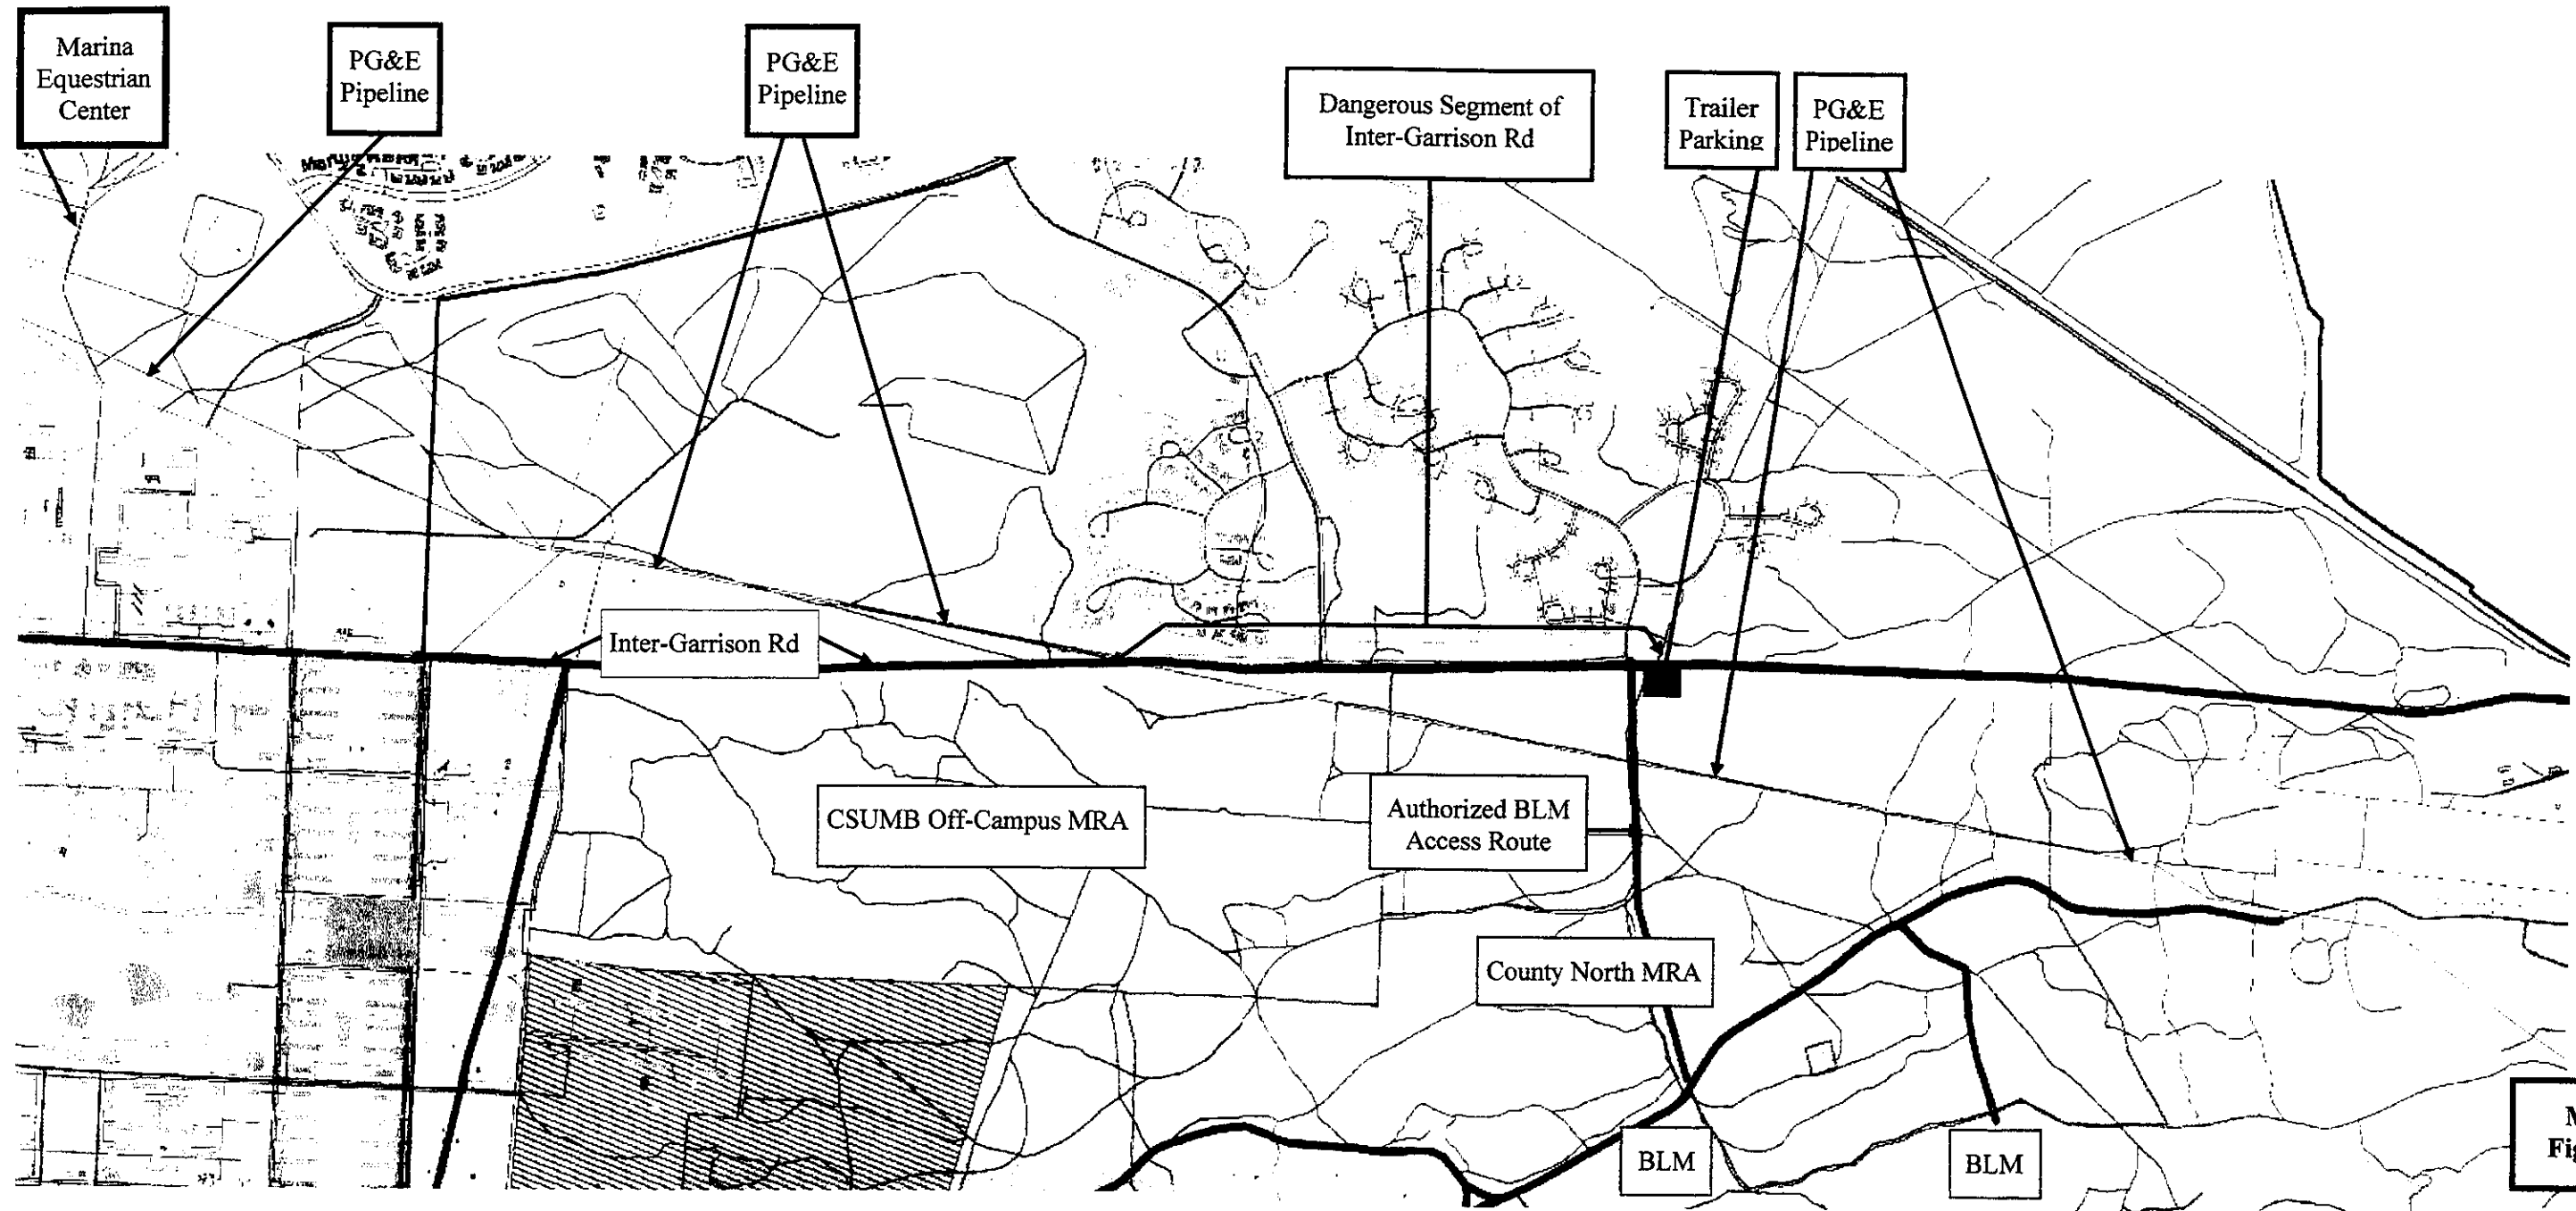 Marina
Equestrian
Center
PG&E
Pipeline
PG&E
Pipeline
Dangerous Segment of
Inter-Garrison Rd
Trailer
Parking
PG&E
Pipeline
Inter-Garrison Rd
CSUMB Off-Campus MRA
Authorized BLM
Access Route
County North MRA
BLM
BLM